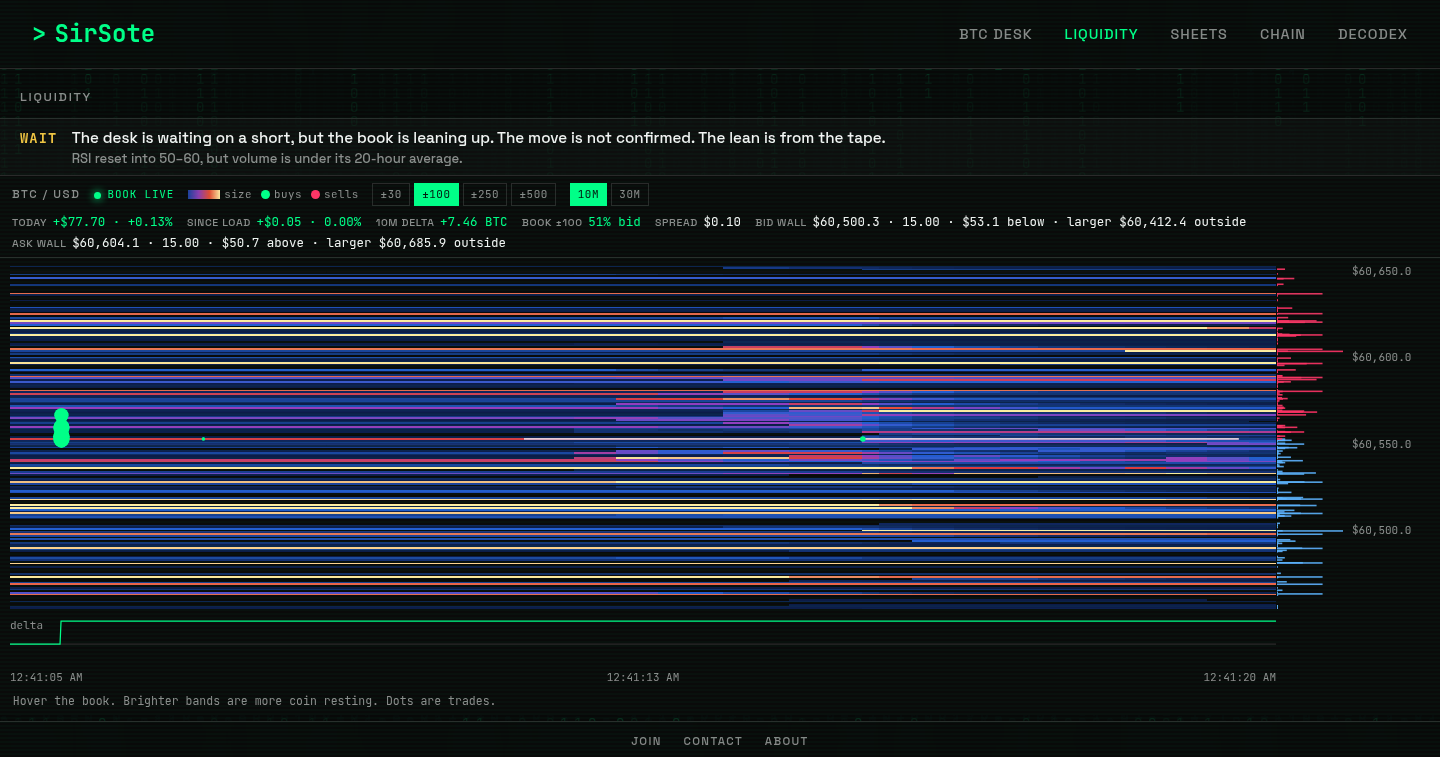 > SirSote
BTC DESK LIQUIDITY SHEETS CHAIN DECODEX
LIQUIDITY
WAIT The desk is waiting on a short, but the book is leaning up. The move is not confirmed. The lean is from the tape.
RSI reset into 50–60, but volume is under its 20-hour average.
BTC / USD BOOK LIVE size buys sells ±30 ±100 ±250 ±500 10M 30M
TODAY +$77.70 · +0.13% SINCE LOAD +$0.05 · 0.00% 10M DELTA +7.46 BTC BOOK ±100 51% bid SPREAD $0.10 BID WALL $60,500.3 · 15.00 · $53.1 below · larger $60,412.4 outside
ASK WALL $60,604.1 · 15.00 · $50.7 above · larger $60,685.9 outside
$60,650.0
$60,600.0
$60,550.0
$60,500.0
delta
12:41:05 AM 12:41:13 AM 12:41:20 AM
Hover the book. Brighter bands are more coin resting. Dots are trades.
JOIN CONTACT ABOUT